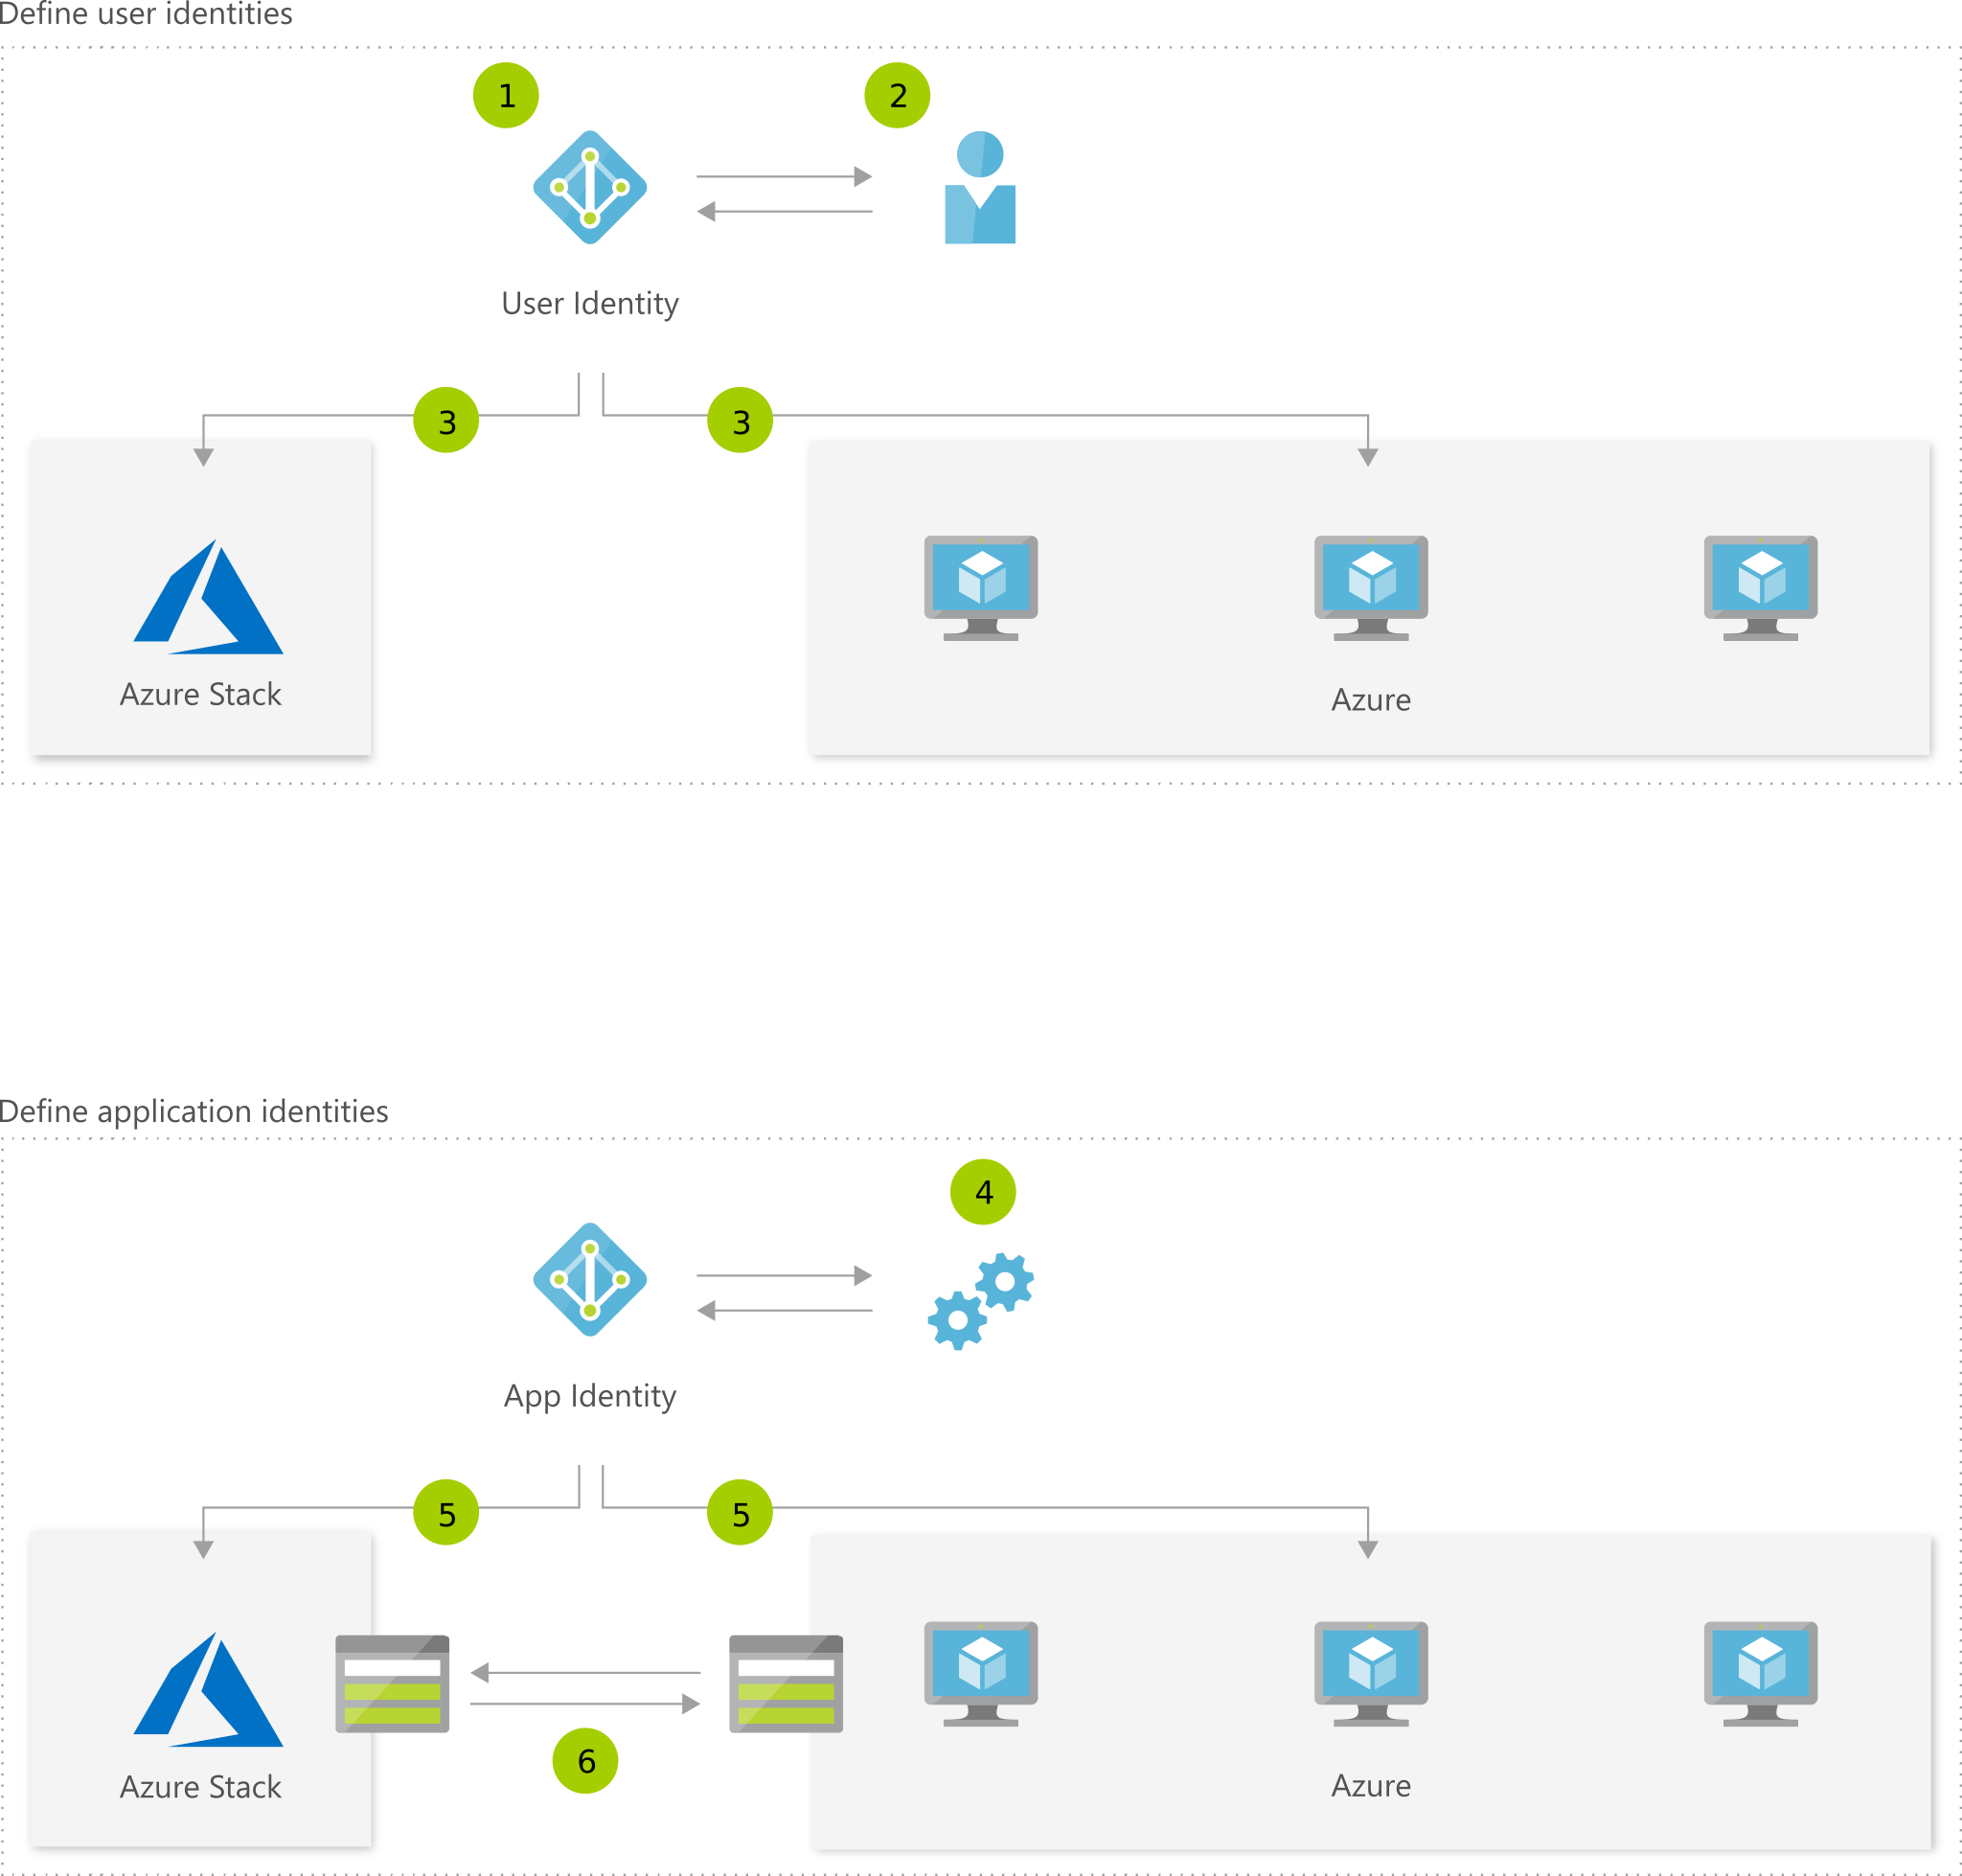 Define user identities
1
2
User Identity
3
3
Azure Stack
Azure
Define application identities
4
App Identity
5
5
6
Azure Stack
Azure